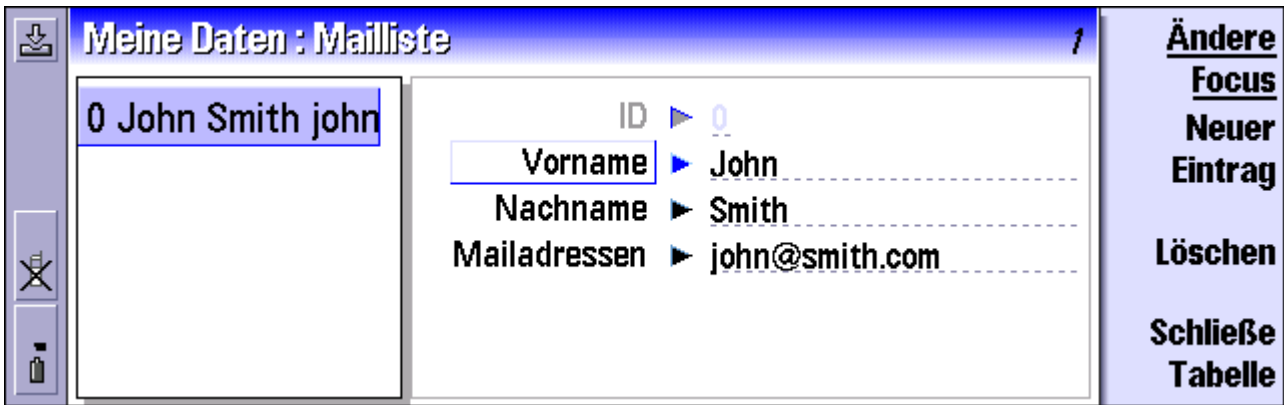 Meine Daten : Mailliste 1
0 John Smith john
ID 0
Vorname John
Nachname Smith
Mailadressen john@smith.com
Ändere
Focus
Neuer
Eintrag
Löschen
Schließe
Tabelle